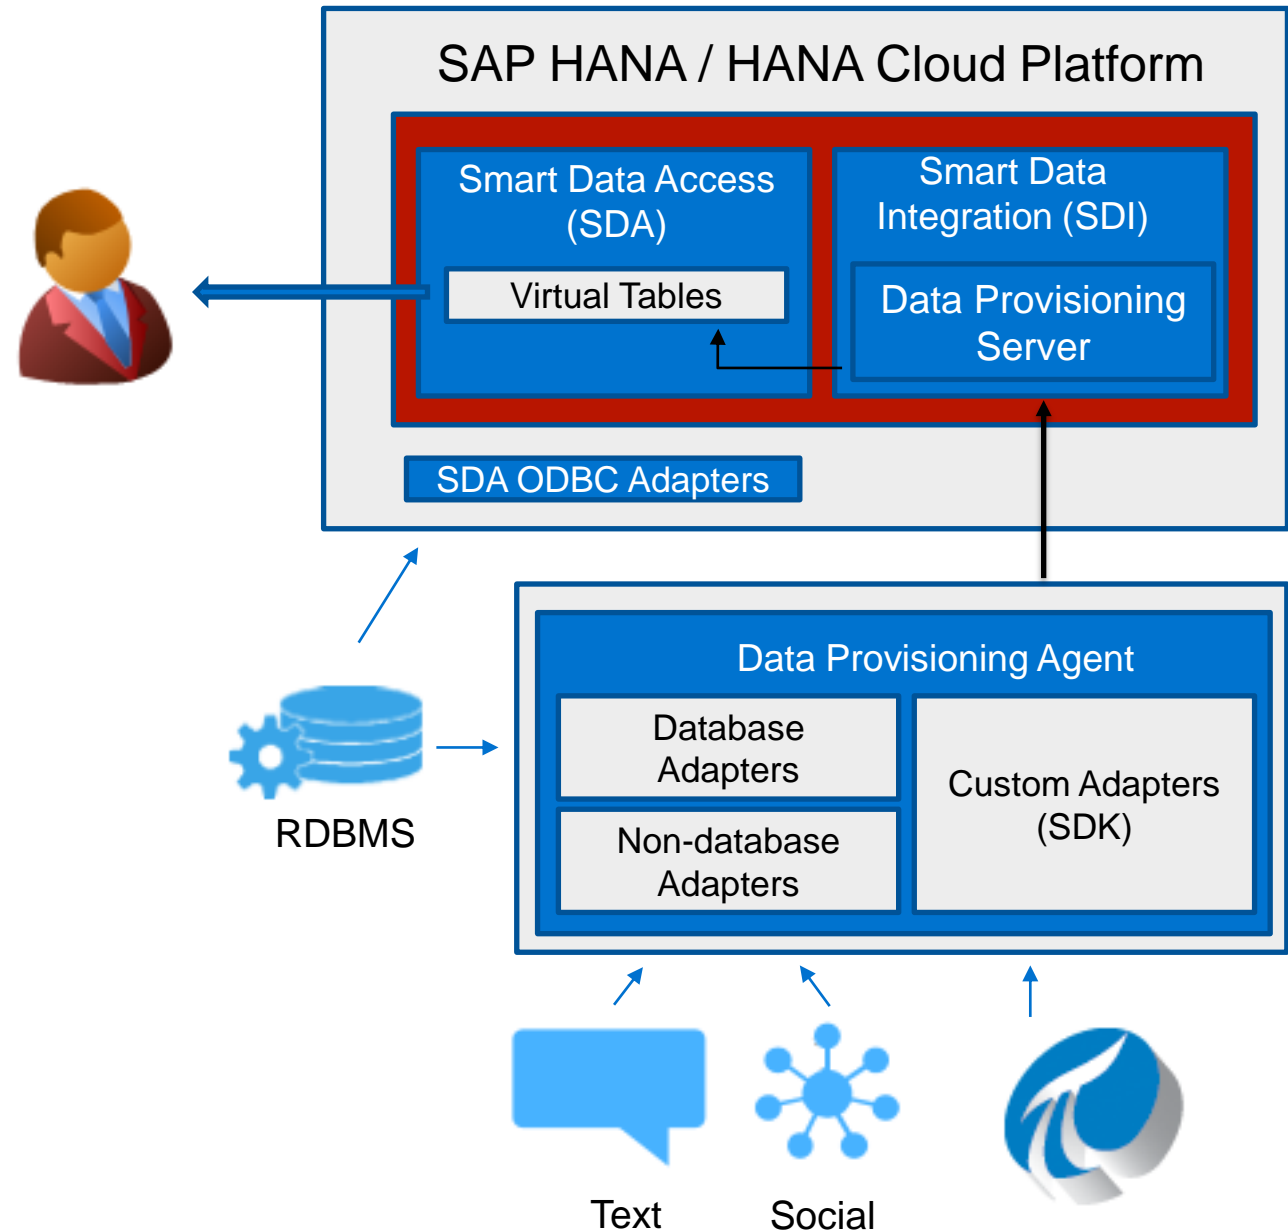 SAP HANA / HANA Cloud Platform
Smart Data Access
(SDA)
Virtual Tables
Smart Data
Integration (SDI)
Data Provisioning
Server
SDA ODBC Adapters
Data Provisioning Agent
Database
Adapters
Non-database
Adapters
Custom Adapters
(SDK)
RDBMS
Text
Social